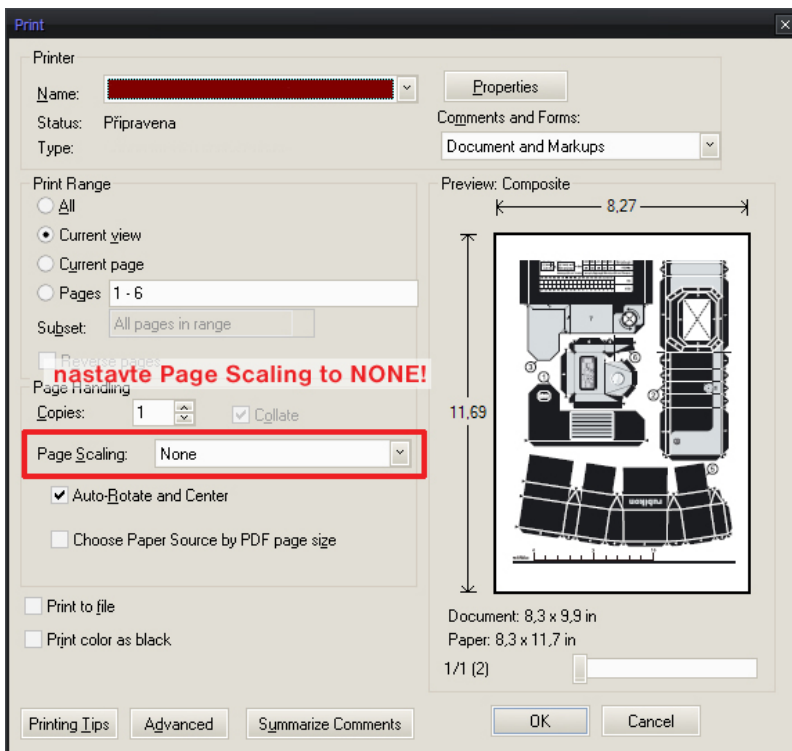 Print
Printer
Name:
Properties
Status: Připravena
Comments and Forms:
Type:
Document and Markups
Print Range
All
Current view
Current page
Pages 1 - 6
Subset: All pages in range
Reverse pages
nastavte Page Scaling to NONE!
Page Handling
Copies: 1 Collate
Page Scaling: None
Auto-Rotate and Center
Choose Paper Source by PDF page size
Print to file
Print color as black
Preview: Composite
8,27
11,69
rubikon
Document: 8,3 x 9,9 in
Paper: 8,3 x 11,7 in
1/1 (2)
Printing Tips
Advanced
Summarize Comments
OK
Cancel